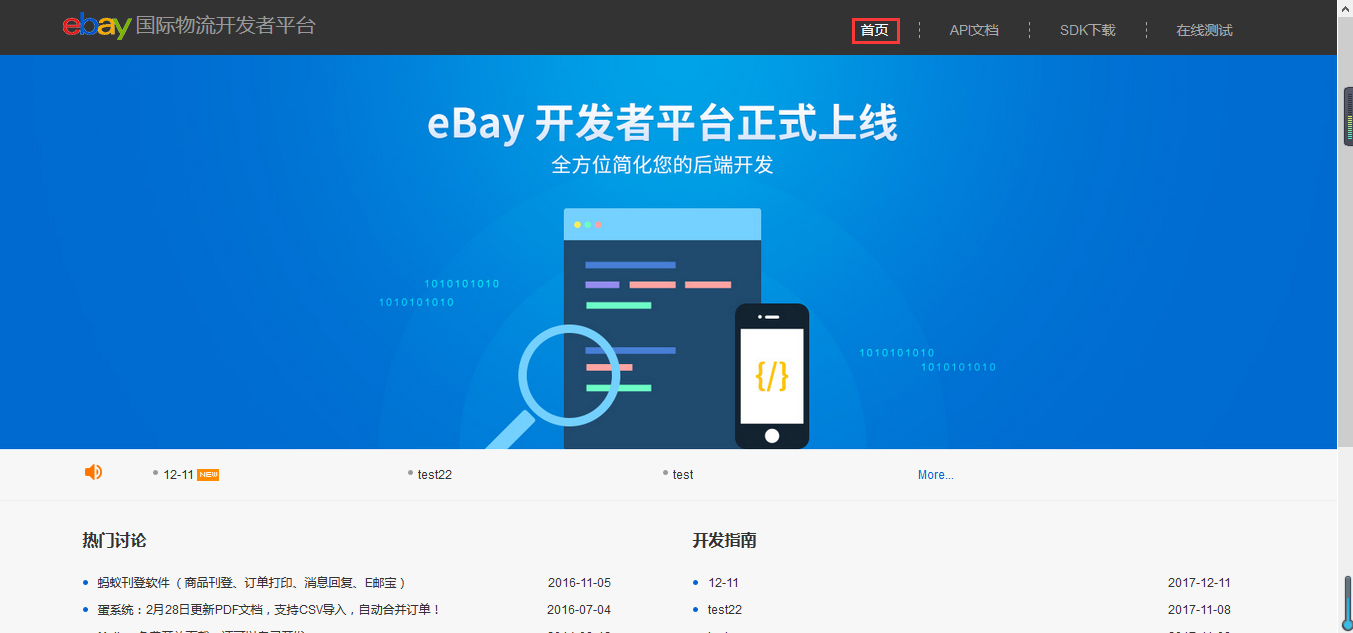 ebay 国际物流开发者平台
首页
API文档
SDK下载
在线测试
eBay 开发者平台正式上线
全方位简化您的后端开发
1010101010
1010101010
1010101010
1010101010
{/}
12-11 NEW
test22
test
More...
热门讨论
蚂蚁刊登软件（商品刊登、订单打印、消息回复、E邮宝） 2016-11-05
蛋系统：2月28日更新PDF文档，支持CSV导入，自动合并订单！ 2016-07-04
开发指南
12-11 2017-12-11
test22 2017-11-08